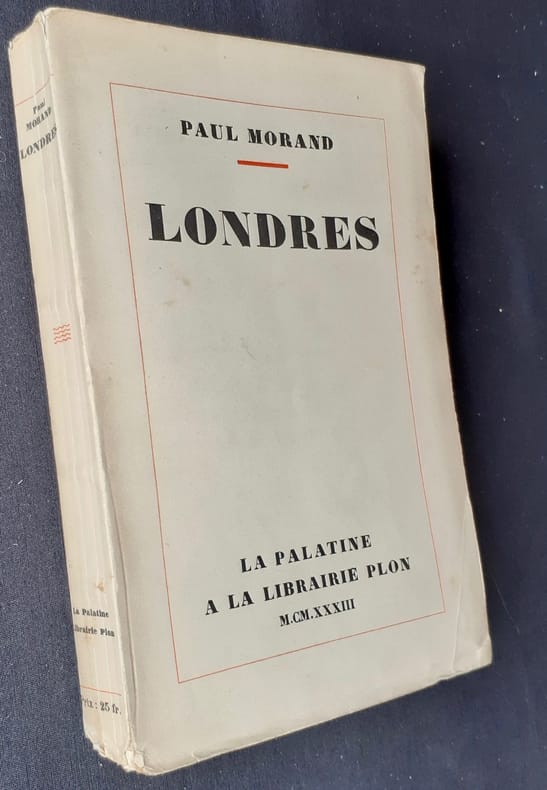 PAUL MORAND
LONDRES
LA PALATINE
A LA LIBRAIRIE PLON
M.CM.XXXIII
Paul
MORAND
LONDRES
La Palatine
Librairie Plon
Prix : 25 fr.